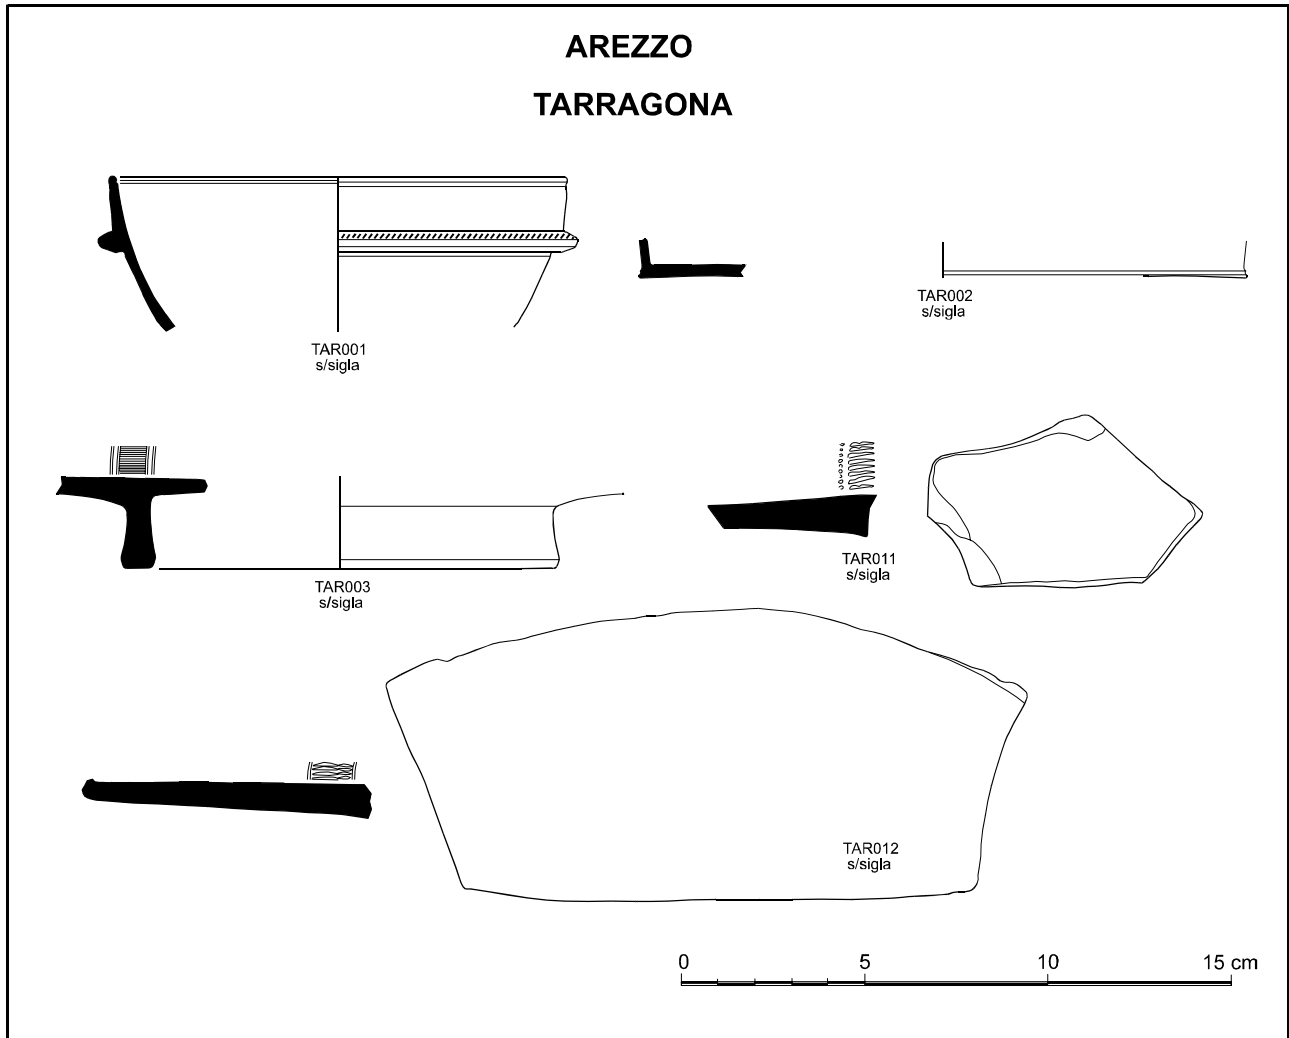 AREZZO
TARRAGONA
TAR001
s/sigla
TAR002
s/sigla
TAR003
s/sigla
TAR011
s/sigla
TAR012
s/sigla
0 5 10 15 cm